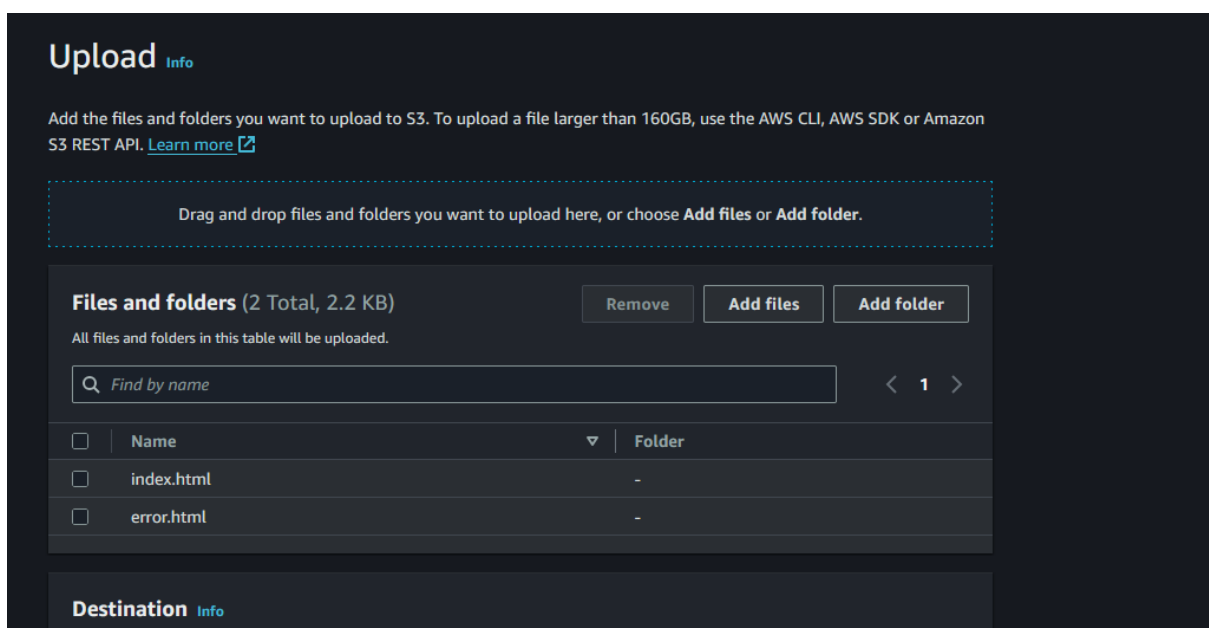 Upload Info
Add the files and folders you want to upload to S3. To upload a file larger than 160GB, use the AWS CLI, AWS SDK or Amazon
S3 REST API. Learn more
Drag and drop files and folders you want to upload here, or choose Add files or Add folder.
Files and folders (2 Total, 2.2 KB)
Remove
Add files
Add folder
All files and folders in this table will be uploaded.
Find by name
1
Name
Folder
index.html
-
error.html
-
Destination Info